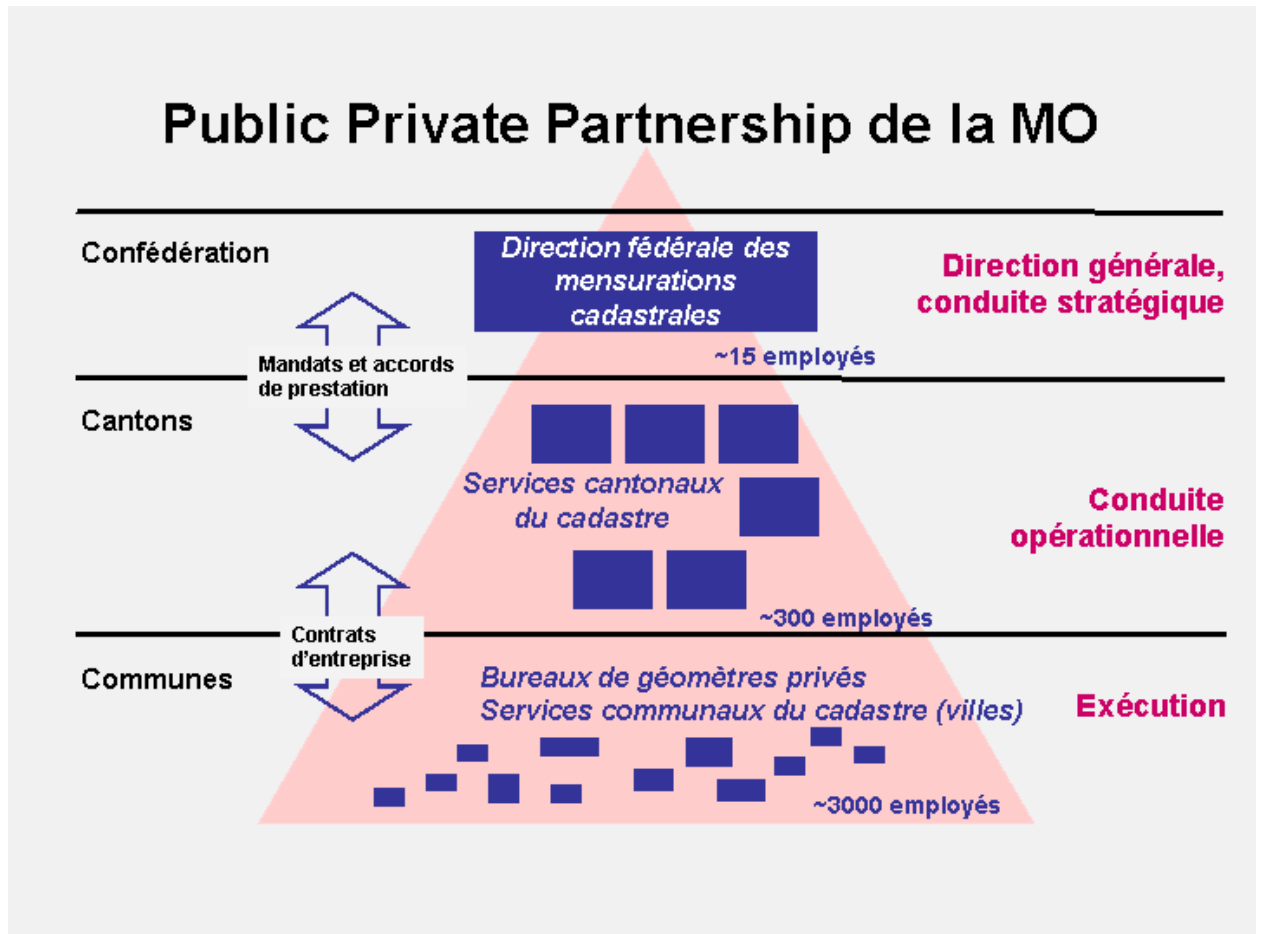 Public Private Partnership de la MO
Confédération
Direction fédérale des
mensurations
cadastrales
Direction générale,
conduite stratégique
~15 employés
Mandats et accords
de prestation
Cantons
Services cantonaux
du cadastre
Conduite
opérationnelle
~300 employés
Contrats
d'entreprise
Communes
Bureaux de géomètres privés
Services communaux du cadastre (villes)
Exécution
~3000 employés